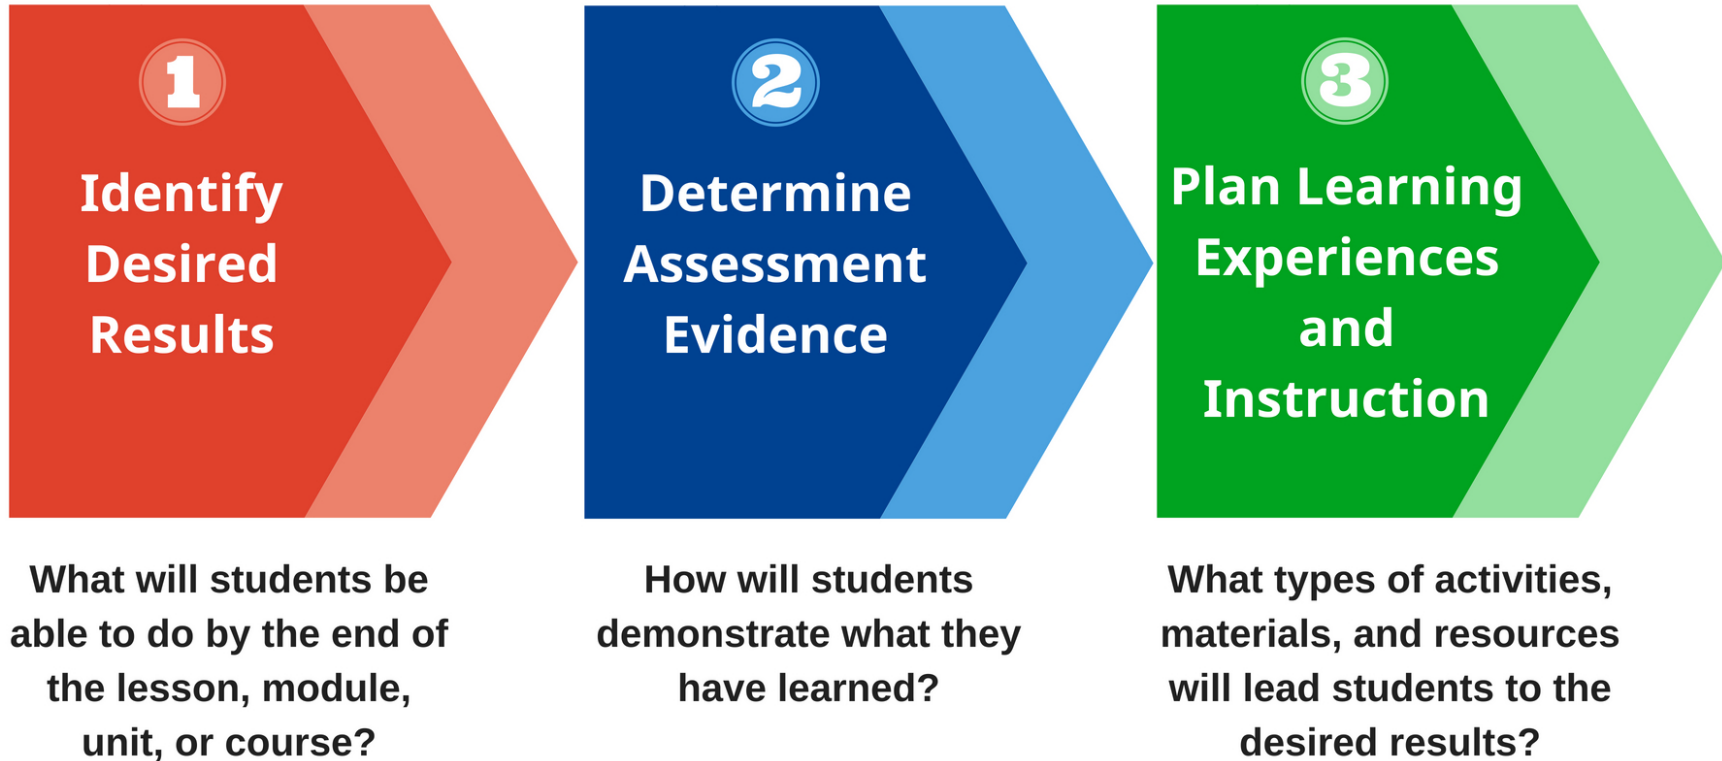 1
Identify
Desired
Results
What will students be
able to do by the end of
the lesson, module,
unit, or course?
2
Determine
Assessment
Evidence
How will students
demonstrate what they
have learned?
3
Plan Learning
Experiences
and
Instruction
What types of activities,
materials, and resources
will lead students to the
desired results?